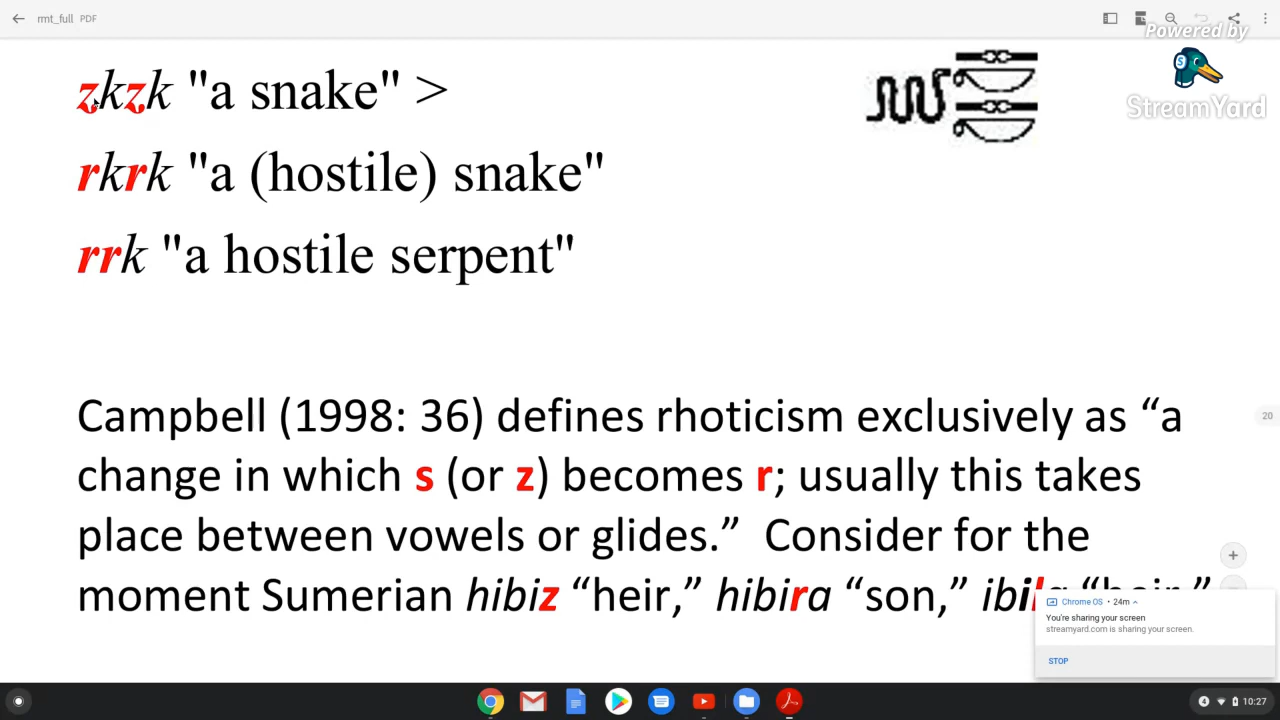 rmt_full PDF
Powered by
StreamYard
zkzk "a snake" >
rkrk "a (hostile) snake"
rrk "a hostile serpent"
Campbell (1998: 36) defines rhoticism exclusively as “a
change in which s (or z) becomes r; usually this takes
place between vowels or glides.” Consider for the
moment Sumerian hibiz “heir,” hibira “son,”
20
Chrome OS • 24m
You're sharing your screen
streamyard.com is sharing your screen.
STOP
4 10:27